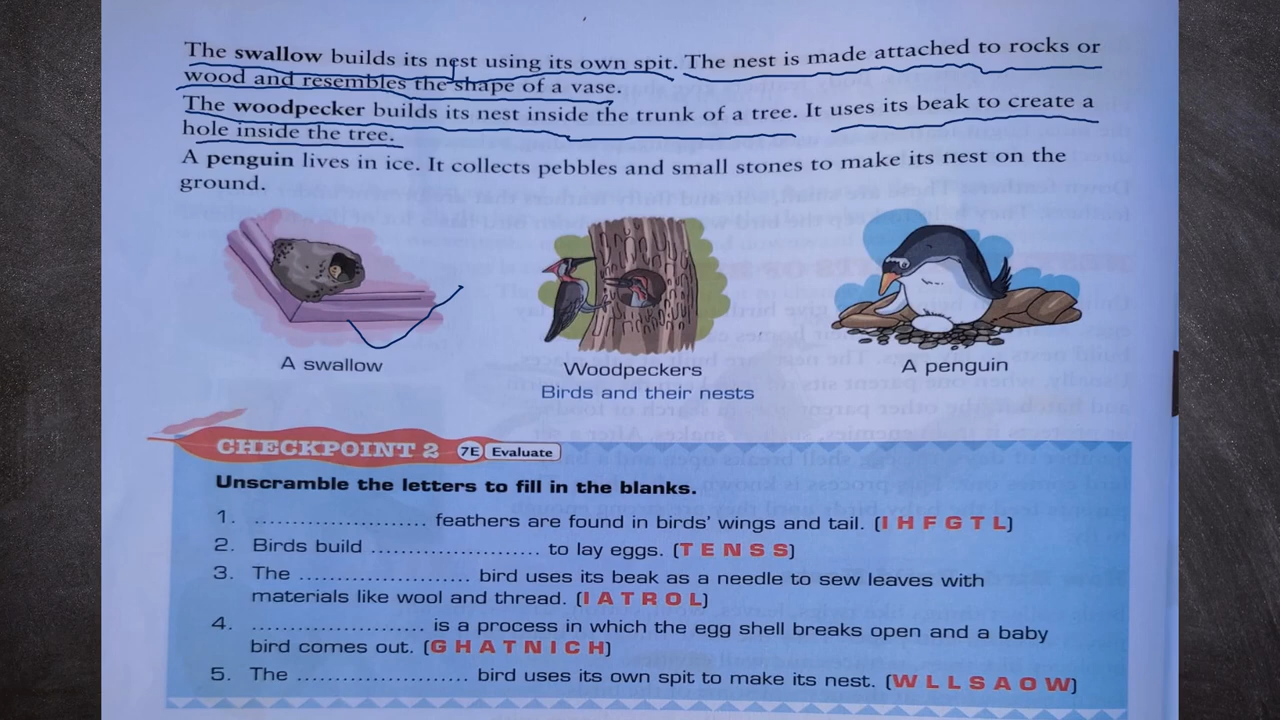 The swallow builds its nest using its own spit. The nest is made attached to rocks or
wood and resembles the shape of a vase.
The woodpecker builds its nest inside the trunk of a tree. It uses its beak to create a
hole inside the tree.
A penguin lives in ice. It collects pebbles and small stones to make its nest on the
ground.
A swallow
Woodpeckers
A penguin
Birds and their nests
CHECKPOINT 2 7E Evaluate
Unscramble the letters to fill in the blanks.
1. ........................ feathers are found in birds' wings and tail. (I H F G T L)
2. Birds build ........................ to lay eggs. (T E N S S)
3. The ........................ bird uses its beak as a needle to sew leaves with
materials like wool and thread. (I A T R O L)
4. ........................ is a process in which the egg shell breaks open and a baby
bird comes out. (G H A T N I C H)
5. The ........................ bird uses its own spit to make its nest. (W L L S A O W)